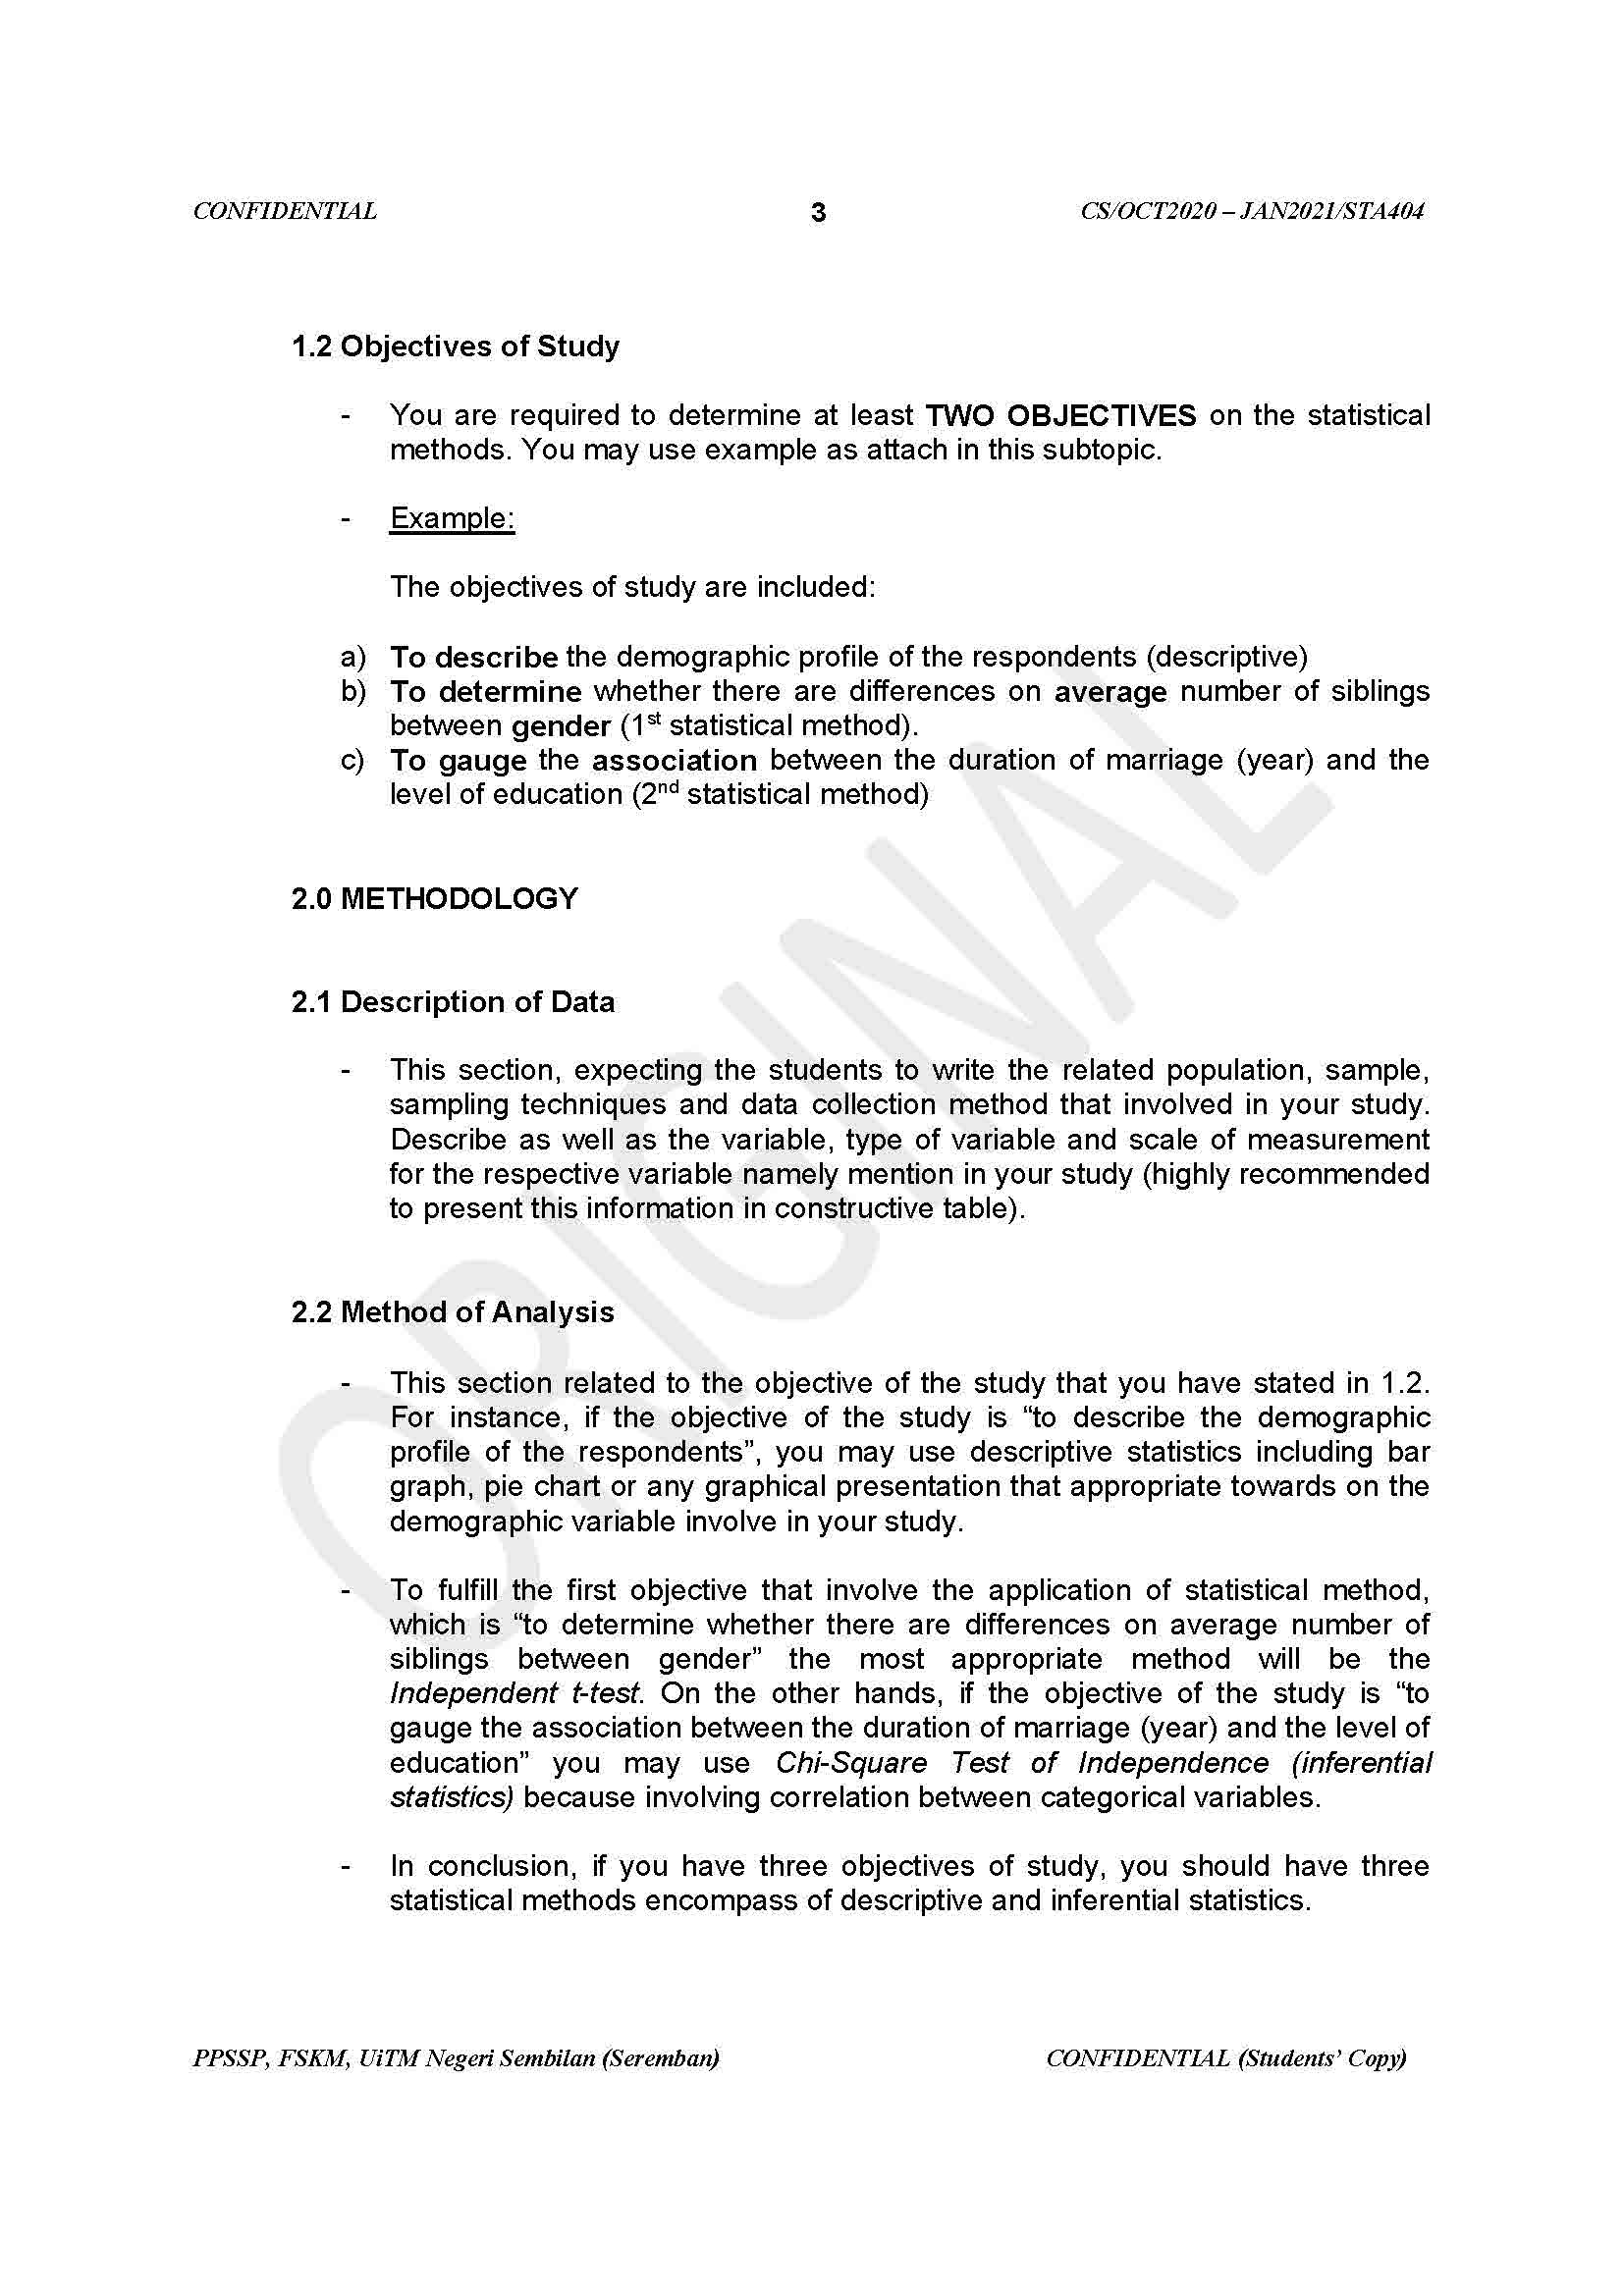 CONFIDENTIAL 3 CS/OCT2020 – JAN2021/STA404
1.2 Objectives of Study
- You are required to determine at least TWO OBJECTIVES on the statistical
methods. You may use example as attach in this subtopic.
- Example:
The objectives of study are included:
a) To describe the demographic profile of the respondents (descriptive)
b) To determine whether there are differences on average number of siblings
between gender (1st statistical method).
c) To gauge the association between the duration of marriage (year) and the
level of education (2nd statistical method)
2.0 METHODOLOGY
2.1 Description of Data
- This section, expecting the students to write the related population, sample,
sampling techniques and data collection method that involved in your study.
Describe as well as the variable, type of variable and scale of measurement
for the respective variable namely mention in your study (highly recommended
to present this information in constructive table).
2.2 Method of Analysis
- This section related to the objective of the study that you have stated in 1.2.
For instance, if the objective of the study is “to describe the demographic
profile of the respondents”, you may use descriptive statistics including bar
graph, pie chart or any graphical presentation that appropriate towards on the
demographic variable involve in your study.
- To fulfill the first objective that involve the application of statistical method,
which is “to determine whether there are differences on average number of
siblings between gender” the most appropriate method will be the
Independent t-test. On the other hands, if the objective of the study is “to
gauge the association between the duration of marriage (year) and the level of
education” you may use Chi-Square Test of Independence (inferential
statistics) because involving correlation between categorical variables.
- In conclusion, if you have three objectives of study, you should have three
statistical methods encompass of descriptive and inferential statistics.
ORIGINAL
PPSSP, FSKM, UiTM Negeri Sembilan (Seremban) CONFIDENTIAL (Students’ Copy)